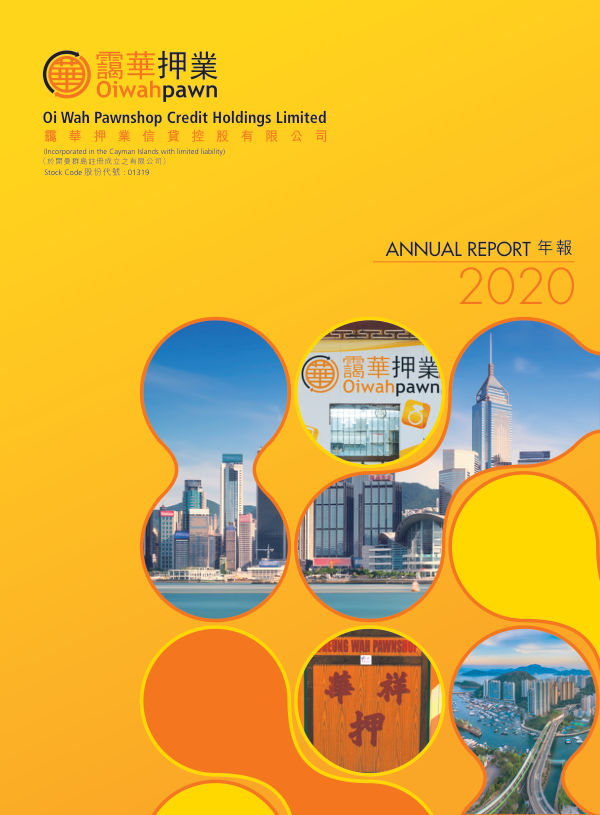 靄華押業
Oiwahpawn
Oi Wah Pawnshop Credit Holdings Limited
靄華押業信貸控股有限公司
(Incorporated in the Cayman Islands with limited liability)
(於開曼群島註冊成立之有限公司)
Stock Code 股份代號 : 01319
ANNUAL REPORT 年報
2020
靄華押業
Oiwahpawn
WAH PAWNSHOP
華祥
押